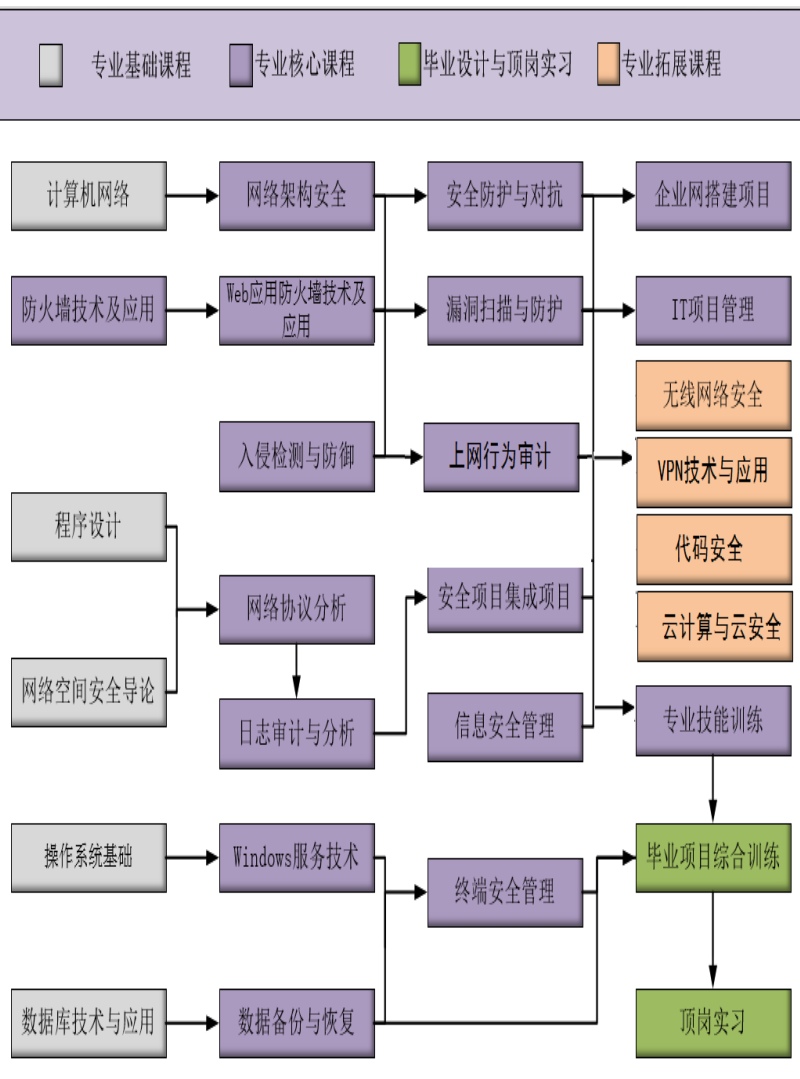 专业基础课程
专业核心课程
毕业设计与顶岗实习
专业拓展课程
计算机网络
网络架构安全
安全防护与对抗
企业网搭建项目
防火墙技术及应用
Web应用防火墙技术及
应用
漏洞扫描与防护
IT项目管理
无线网络安全
入侵检测与防御
上网行为审计
VPN技术与应用
程序设计
代码安全
网络协议分析
安全项目集成项目
云计算与云安全
网络空间安全导论
日志审计与分析
信息安全管理
专业技能训练
操作系统基础
Windows服务技术
终端安全管理
毕业项目综合训练
数据库技术与应用
数据备份与恢复
顶岗实习